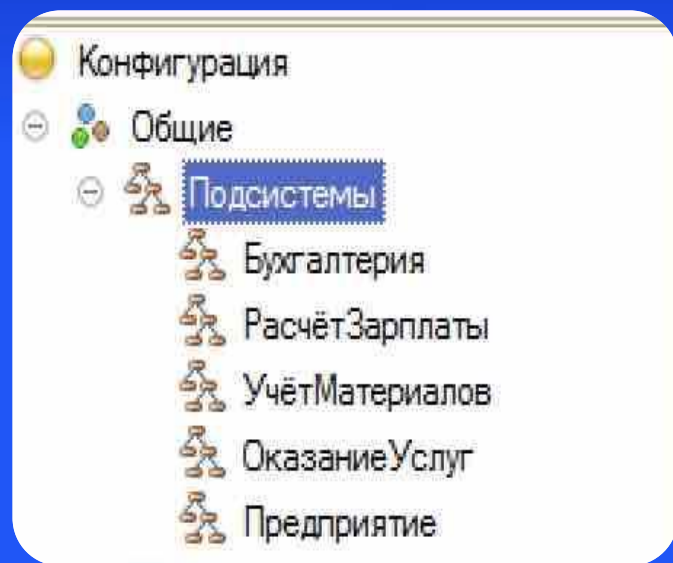 Конфигурация
Общие
Подсистемы
Бухгалтерия
РасчётЗарплаты
УчётМатериалов
ОказаниеУслуг
Предприятие